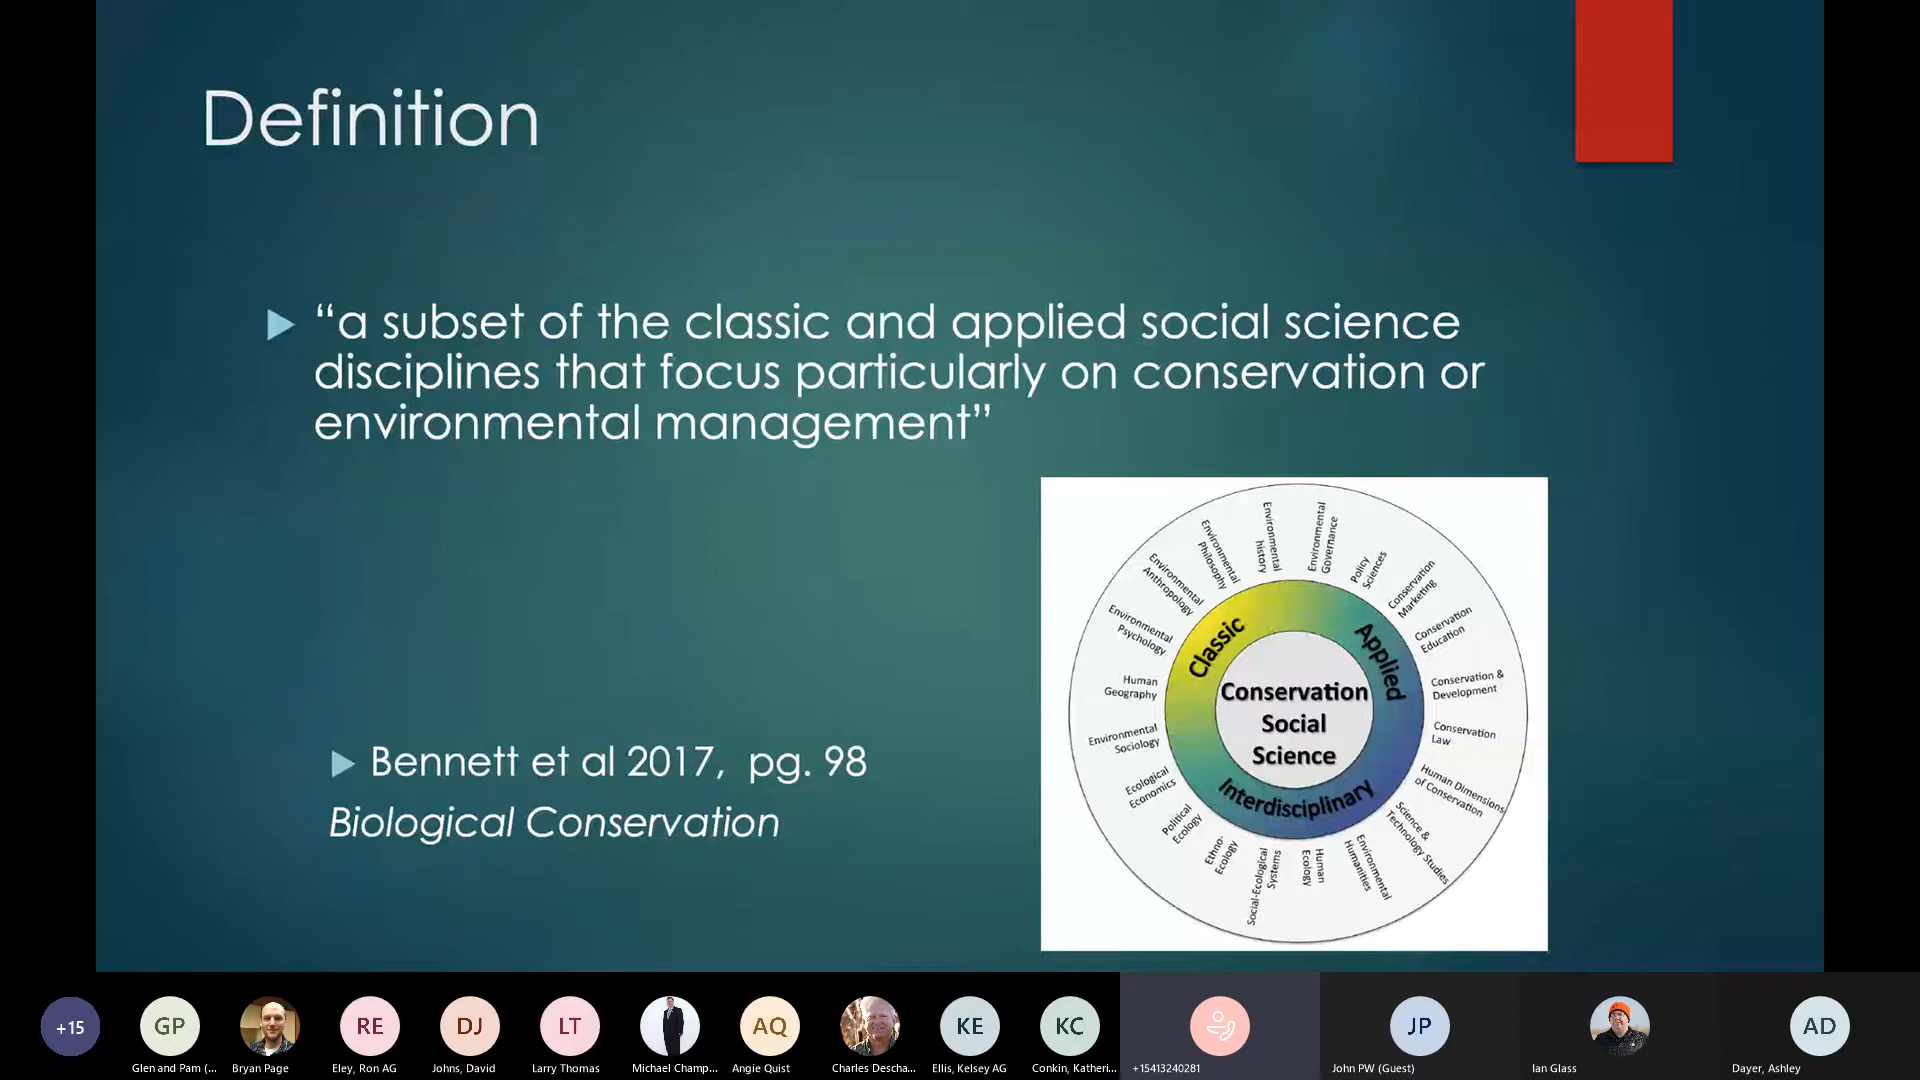 Definition
“a subset of the classic and applied social science
disciplines that focus particularly on conservation or
environmental management”
Bennett et al 2017, pg. 98
Biological Conservation
Conservation
Social
Science
Classic
Applied
Interdisciplinary
Environmental
history
Environmental
Governance
Policy
Sciences
Conservation
Marketing
Conservation
Education
Conservation &
Development
Conservation
Law
Human Dimensions
of Conservation
Science &
Technology Studies
Environmental
Humanities
Human
Ecology
Social-Ecological
Systems
Ethno-
Ecology
Political
Ecology
Ecological
Economics
Environmental
Sociology
Human
Geography
Environmental
Psychology
Environmental
Anthropology
Environmental
Philosophy
+15
GP
RE
DJ
LT
AQ
KE
KC
JP
AD
Glen and Pam (...
Bryan Page
Eley, Ron AG
Johns, David
Larry Thomas
Michael Champ...
Angie Quist
Charles Descha...
Ellis, Kelsey AG
Conkin, Katheri...
+15413240281
John PW (Guest)
Ian Glass
Dayer, Ashley